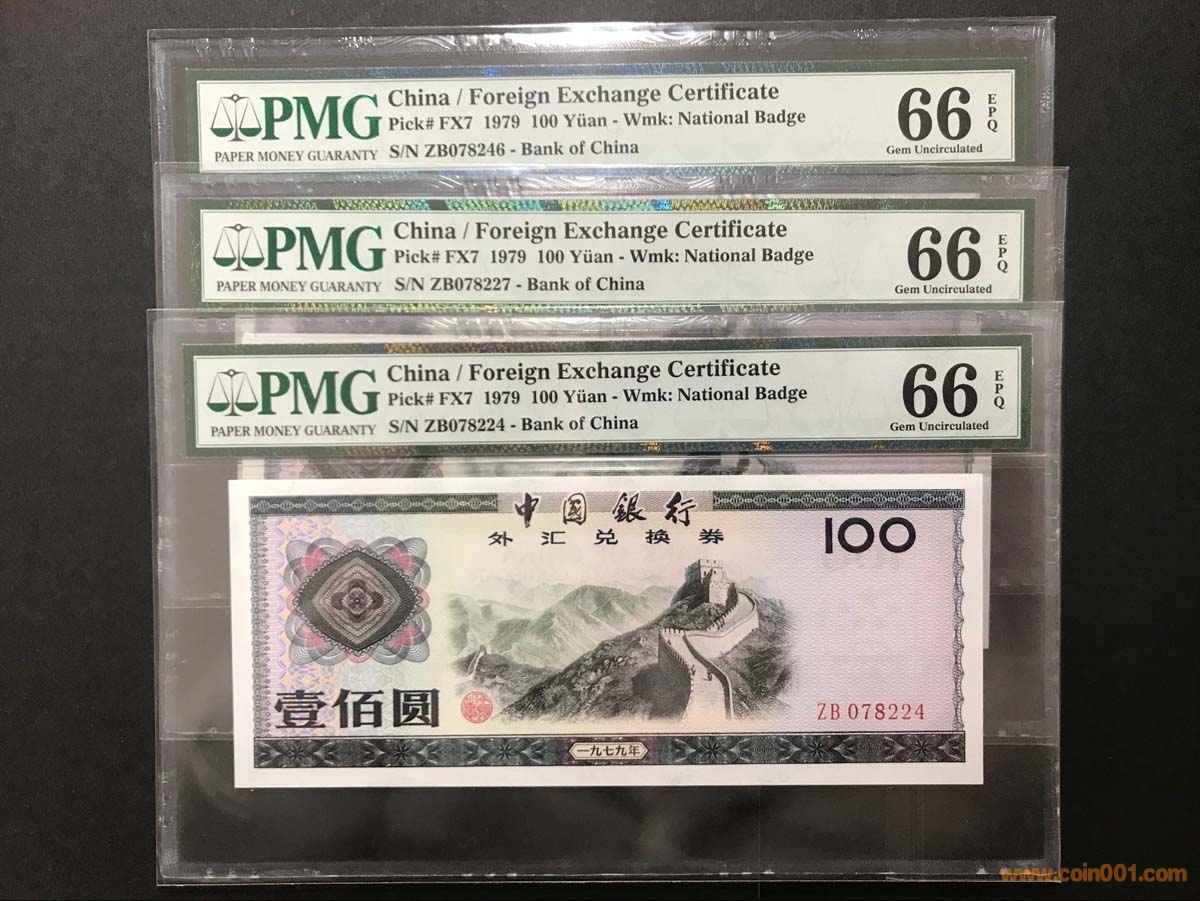 PMG
PAPER MONEY GUARANTY
China / Foreign Exchange Certificate
Pick# FX7 1979 100 Yüan - Wmk: National Badge
S/N ZB078246 - Bank of China
66 EPQ
Gem Uncirculated
PMG
PAPER MONEY GUARANTY
China / Foreign Exchange Certificate
Pick# FX7 1979 100 Yüan - Wmk: National Badge
S/N ZB078227 - Bank of China
66 EPQ
Gem Uncirculated
PMG
PAPER MONEY GUARANTY
China / Foreign Exchange Certificate
Pick# FX7 1979 100 Yüan - Wmk: National Badge
S/N ZB078224 - Bank of China
66 EPQ
Gem Uncirculated
中国銀行
外汇兑换券
100
壹佰圆
ZB 078224
一九七九年
www.coin001.com